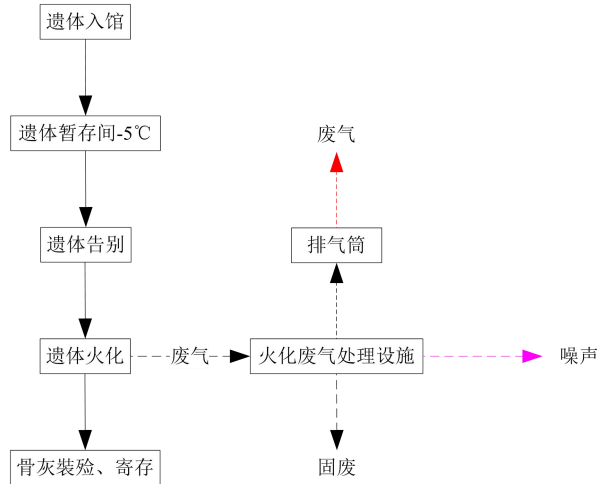 遗体入馆
遗体暂存间-5℃
废气
遗体告别
排气筒
遗体火化
废气
火化废气处理设施
噪声
骨灰装殓、寄存
固废